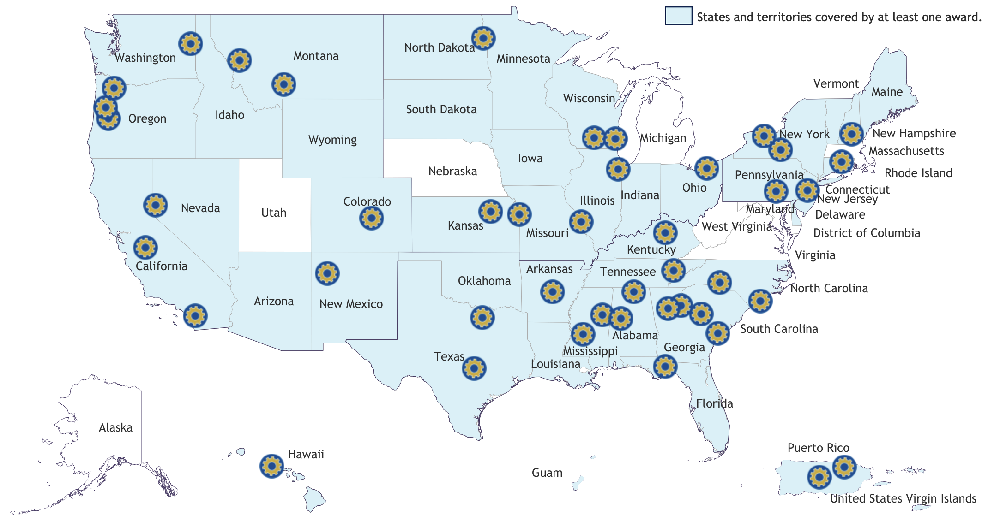 States and territories covered by at least one award.
Washington
Montana
North Dakota
Minnesota
Vermont
Maine
Wisconsin
South Dakota
Idaho
Oregon
Wyoming
Michigan
New York
New Hampshire
Massachusetts
Iowa
Nebraska
Pennsylvania
Rhode Island
Ohio
Connecticut
Indiana
Illinois
New Jersey
Colorado
Nevada
Utah
Maryland
Delaware
Kansas
Missouri
West Virginia
District of Columbia
Kentucky
Virginia
California
Arkansas
Tennessee
Oklahoma
North Carolina
Arizona
New Mexico
South Carolina
Alabama
Georgia
Mississippi
Texas
Louisiana
Florida
Alaska
Puerto Rico
Hawaii
Guam
United States Virgin Islands